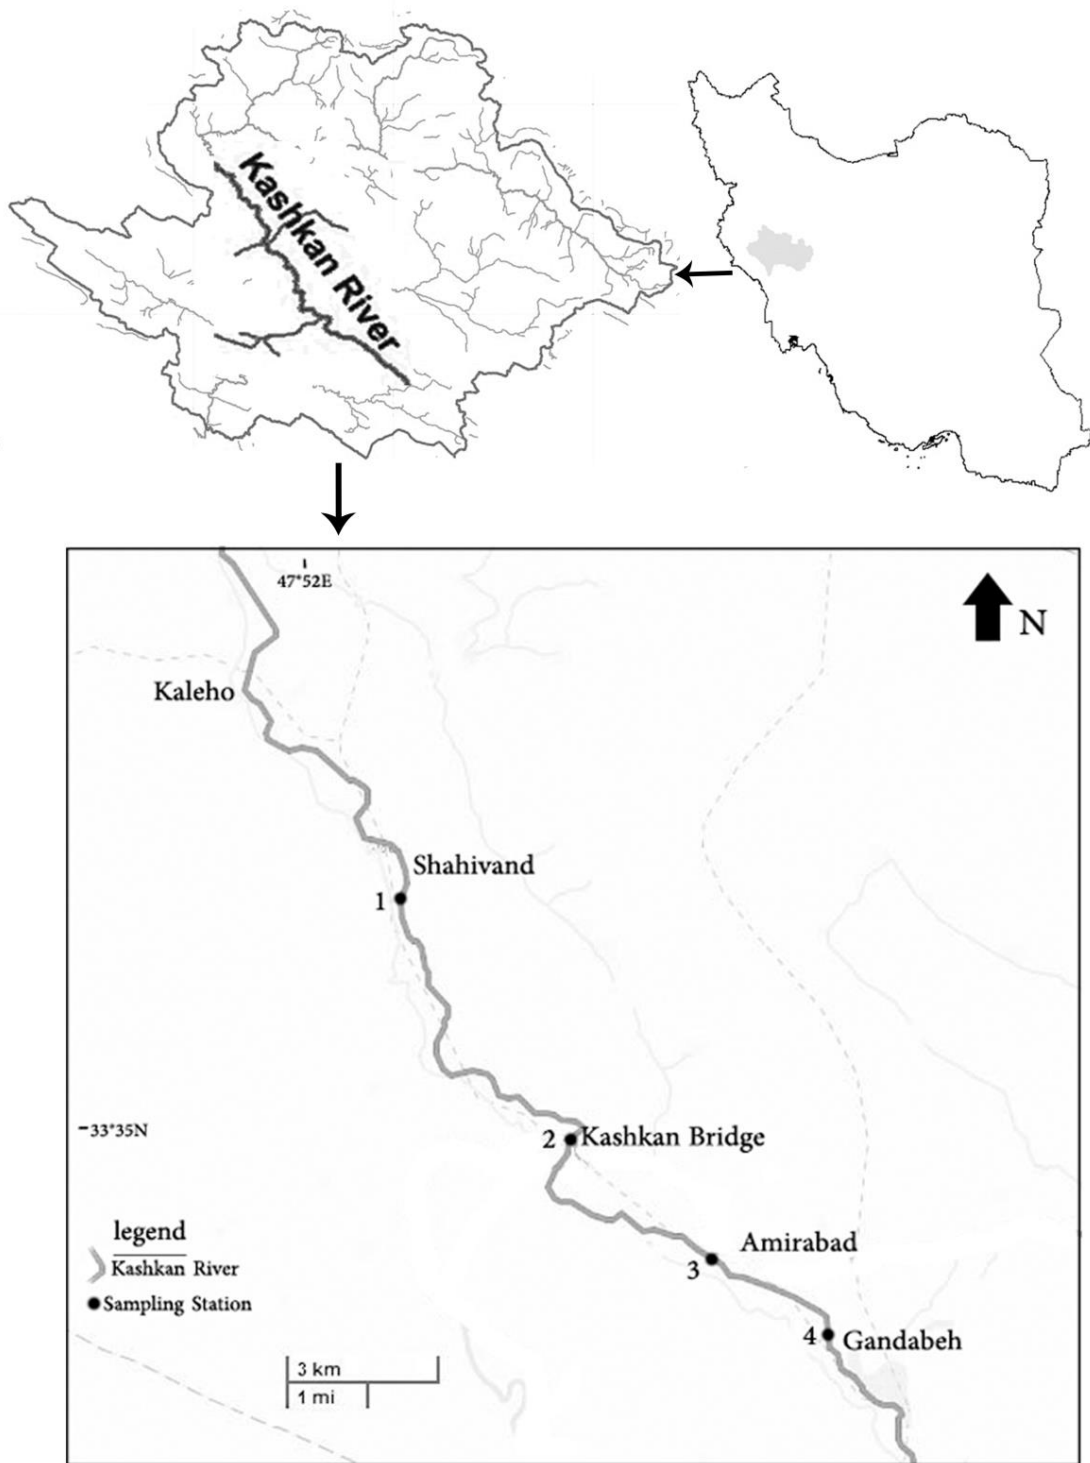 Kashkan River
47°52E
N
Kaleho
Shahivand
1
33°35N
2 Kashkan Bridge
legend
Kashkan River
Sampling Station
Amirabad
3
4 Gandabeh
3 km
1 mi